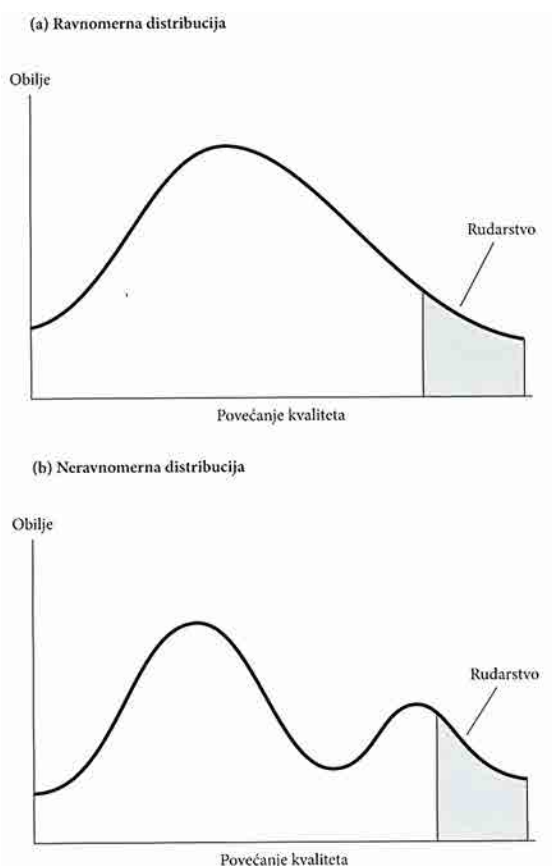 (a) Ravnomerna distribucija
Obilje
Rudarstvo
Povećanje kvaliteta
(b) Neravnomerna distribucija
Obilje
Rudarstvo
Povećanje kvaliteta